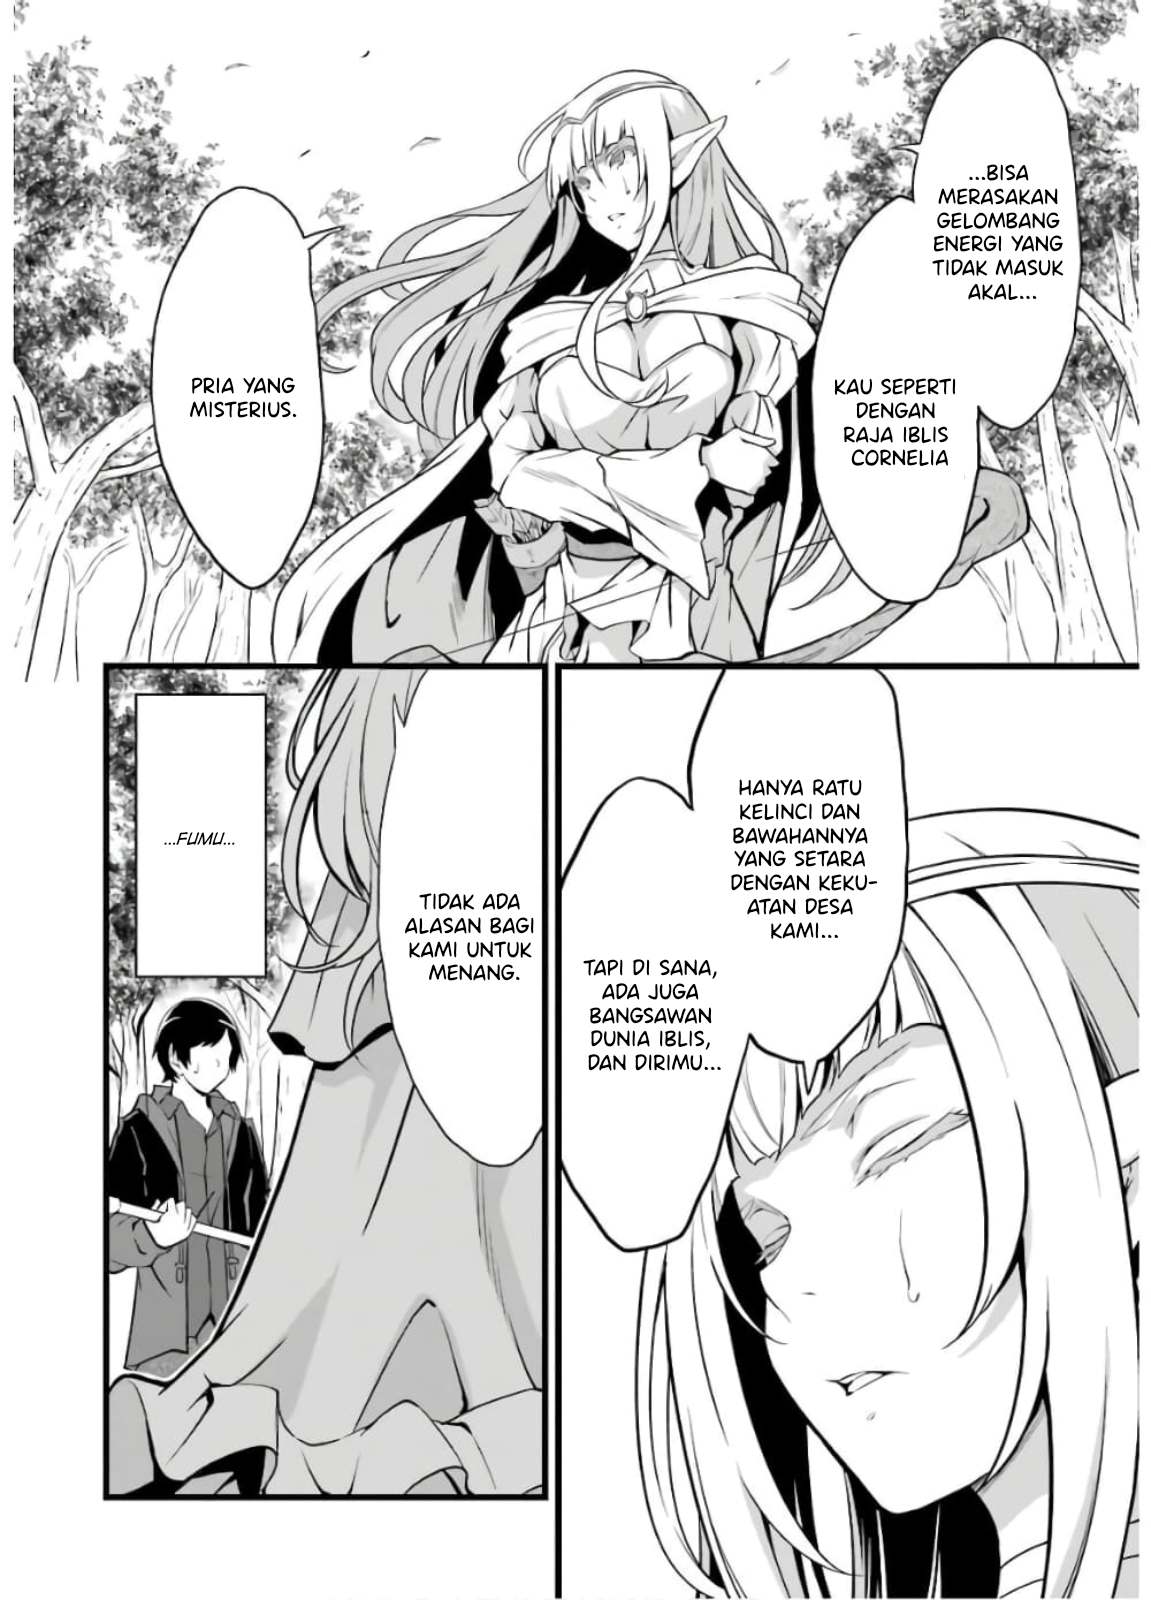 ...BISA
MERASAKAN
GELOMBANG
ENERGI YANG
TIDAK MASUK
AKAL...
KAU SEPERTI
DENGAN
RAJA IBLIS
CORNELIA
PRIA YANG
MISTERIUS.
HANYA RATU
KELINCI DAN
BAWAHANNYA
YANG SETARA
DENGAN KEKU-
ATAN DESA
KAMI...
TAPI DI SANA,
ADA JUGA
BANGSAWAN
DUNIA IBLIS,
DAN DIRIMU...
TIDAK ADA
ALASAN BAGI
KAMI UNTUK
MENANG.
...FUMU...